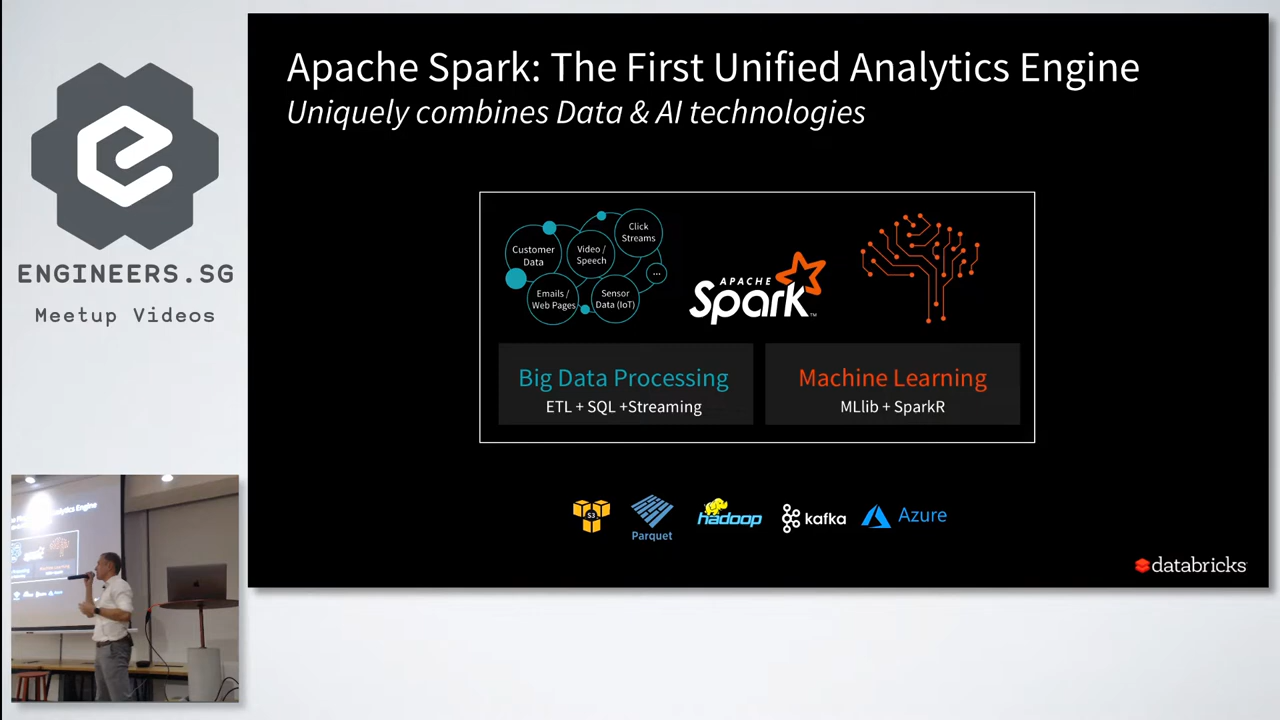 ENGINEERS.SG
Meetup Videos
Apache Spark: The First Unified Analytics Engine
Uniquely combines Data & AI technologies
Customer
Data
Video /
Speech
Click
Streams
...
Emails /
Web Pages
Sensor
Data (IoT)
APACHE
Spark™
Big Data Processing
ETL + SQL +Streaming
Machine Learning
MLlib + SparkR
S3
Parquet
hadoop
kafka
Azure
databricks